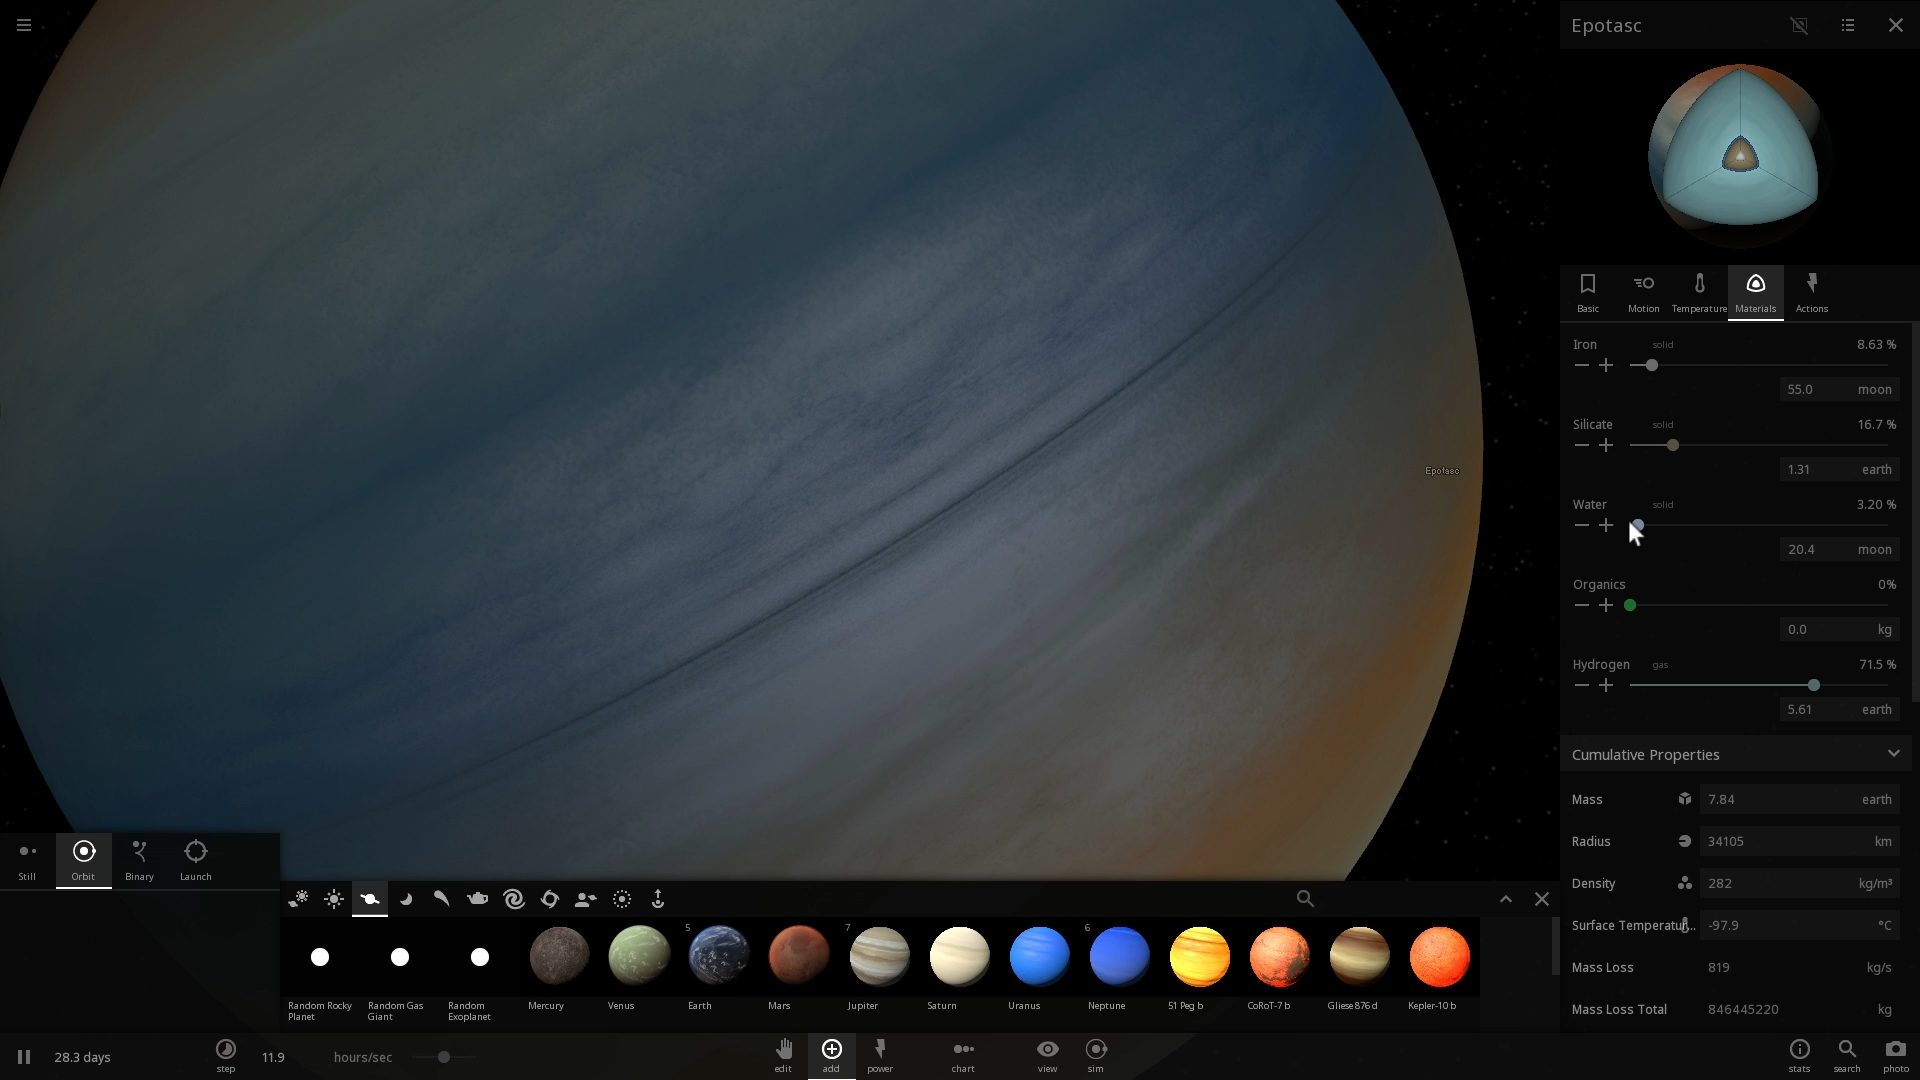 Epotasc
Basic Motion Temperature Materials Actions
Iron solid 8.63 %
55.0 moon
Silicate solid 16.7 %
1.31 earth
Epotasc
Water solid 3.20 %
20.4 moon
Organics 0%
0.0 kg
Hydrogen gas 71.5 %
5.61 earth
Cumulative Properties
Mass 7.84 earth
Radius 34105 km
Density 282 kg/m³
Surface Temperatur... -97.9 °C
Mass Loss 819 kg/s
Mass Loss Total 846445220 kg
Still Orbit Binary Launch
5 7 6
Random Rocky Planet
Random Gas Giant
Random Exoplanet
Mercury
Venus
Earth
Mars
Jupiter
Saturn
Uranus
Neptune
51 Peg b
CoRoT-7 b
Gliese 876 d
Kepler-10 b
28.3 days step 11.9 hours/sec edit add power chart view sim stats search photo